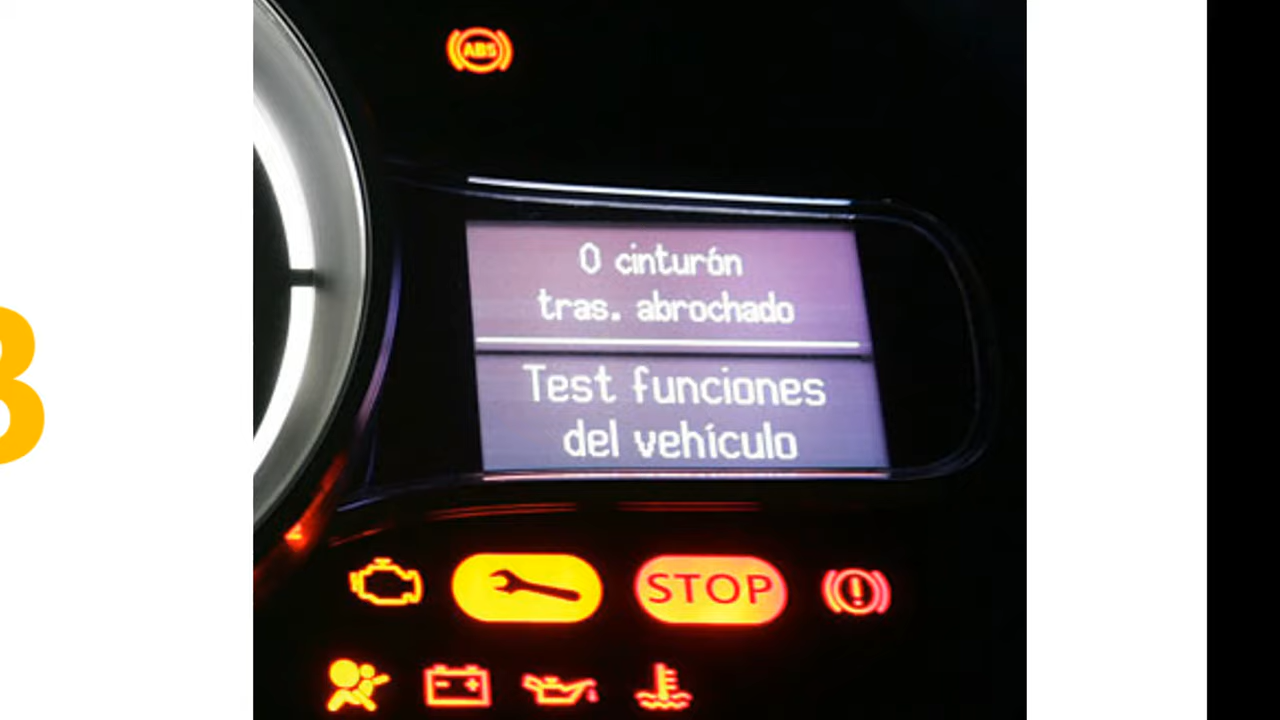 ABS
0 cinturón
tras. abrochado
Test funciones
del vehículo
STOP